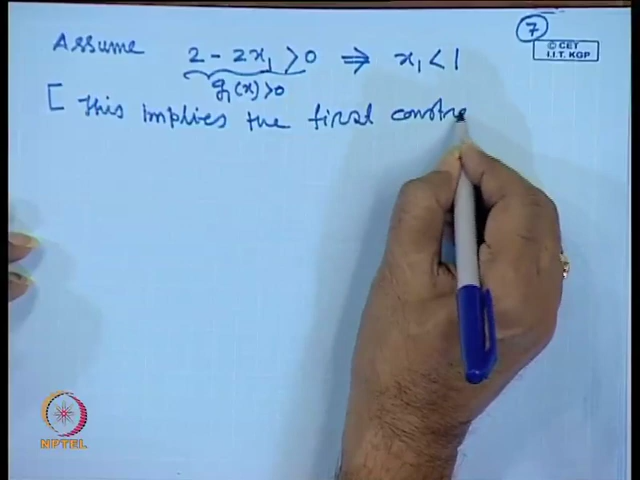 7
© CET
I.I.T. KGP
Assume 2 - 2x₁ > 0 ⇒ x₁ < 1
g₁(x) > 0
[ This implies the first constra
NPTEL